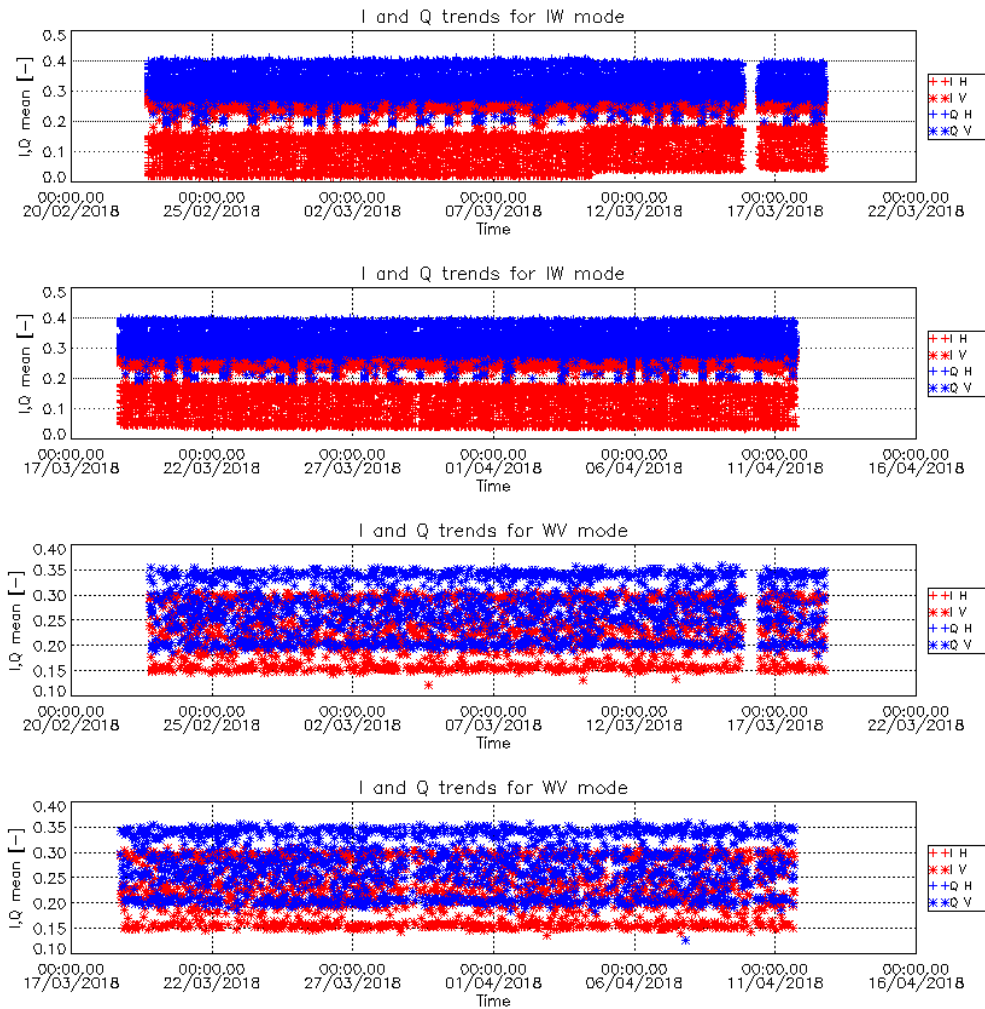 I and Q trends for IW mode
I,Q mean [-]
0.5
0.4
0.3
0.2
0.1
0.0
00:00.00 00:00.00 00:00.00 00:00.00 00:00.00 00:00.00 00:00.00
20/02/2018 25/02/2018 02/03/2018 07/03/2018 12/03/2018 17/03/2018 22/03/2018
Time
I H
I V
Q H
Q V
I and Q trends for IW mode
I,Q mean [-]
0.5
0.4
0.3
0.2
0.1
0.0
00:00.00 00:00.00 00:00.00 00:00.00 00:00.00 00:00.00 00:00.00
17/03/2018 22/03/2018 27/03/2018 01/04/2018 06/04/2018 11/04/2018 16/04/2018
Time
I H
I V
Q H
Q V
I and Q trends for WV mode
I,Q mean [-]
0.40
0.35
0.30
0.25
0.20
0.15
0.10
00:00.00 00:00.00 00:00.00 00:00.00 00:00.00 00:00.00 00:00.00
20/02/2018 25/02/2018 02/03/2018 07/03/2018 12/03/2018 17/03/2018 22/03/2018
Time
I H
I V
Q H
Q V
I and Q trends for WV mode
I,Q mean [-]
0.40
0.35
0.30
0.25
0.20
0.15
0.10
00:00.00 00:00.00 00:00.00 00:00.00 00:00.00 00:00.00 00:00.00
17/03/2018 22/03/2018 27/03/2018 01/04/2018 06/04/2018 11/04/2018 16/04/2018
Time
I H
I V
Q H
Q V